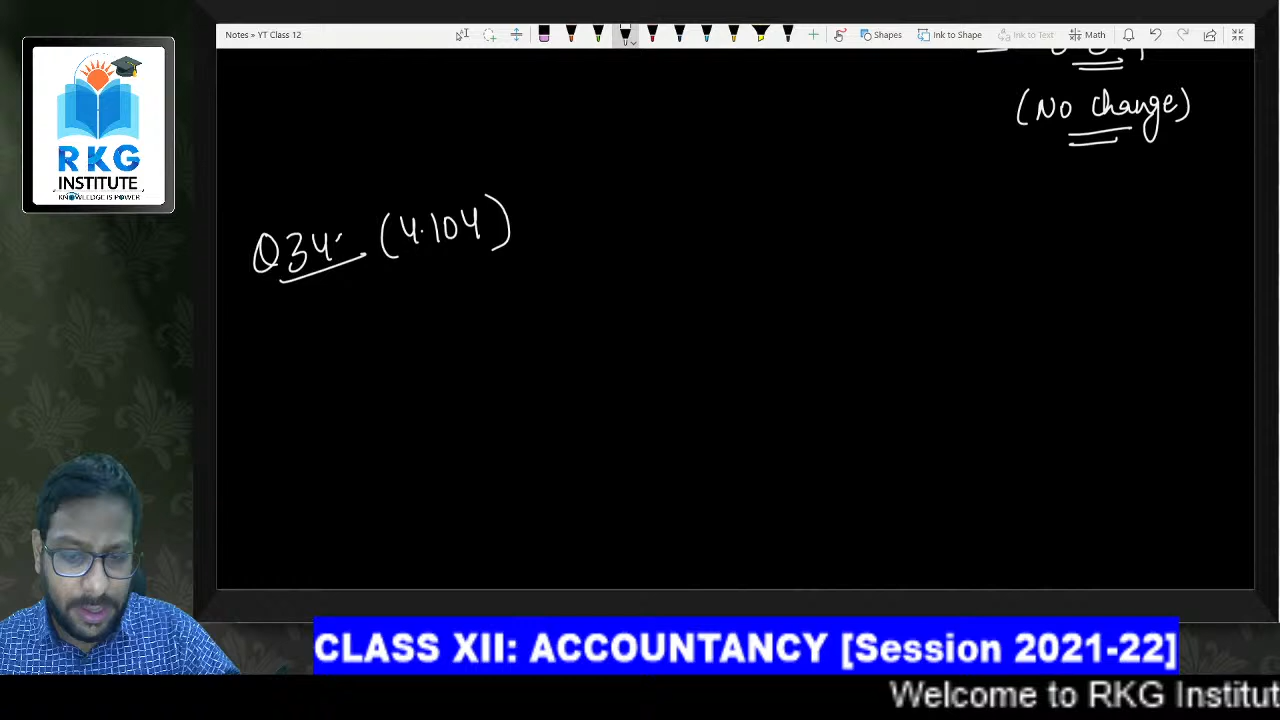 Notes » YT Class 12
Shapes
Ink to Shape
Ink to Text
Math
(No change)
RKG
INSTITUTE
KNOWLEDGE IS POWER
Q34. (4.104)
CLASS XII: ACCOUNTANCY [Session 2021-22]
Welcome to RKG Institut